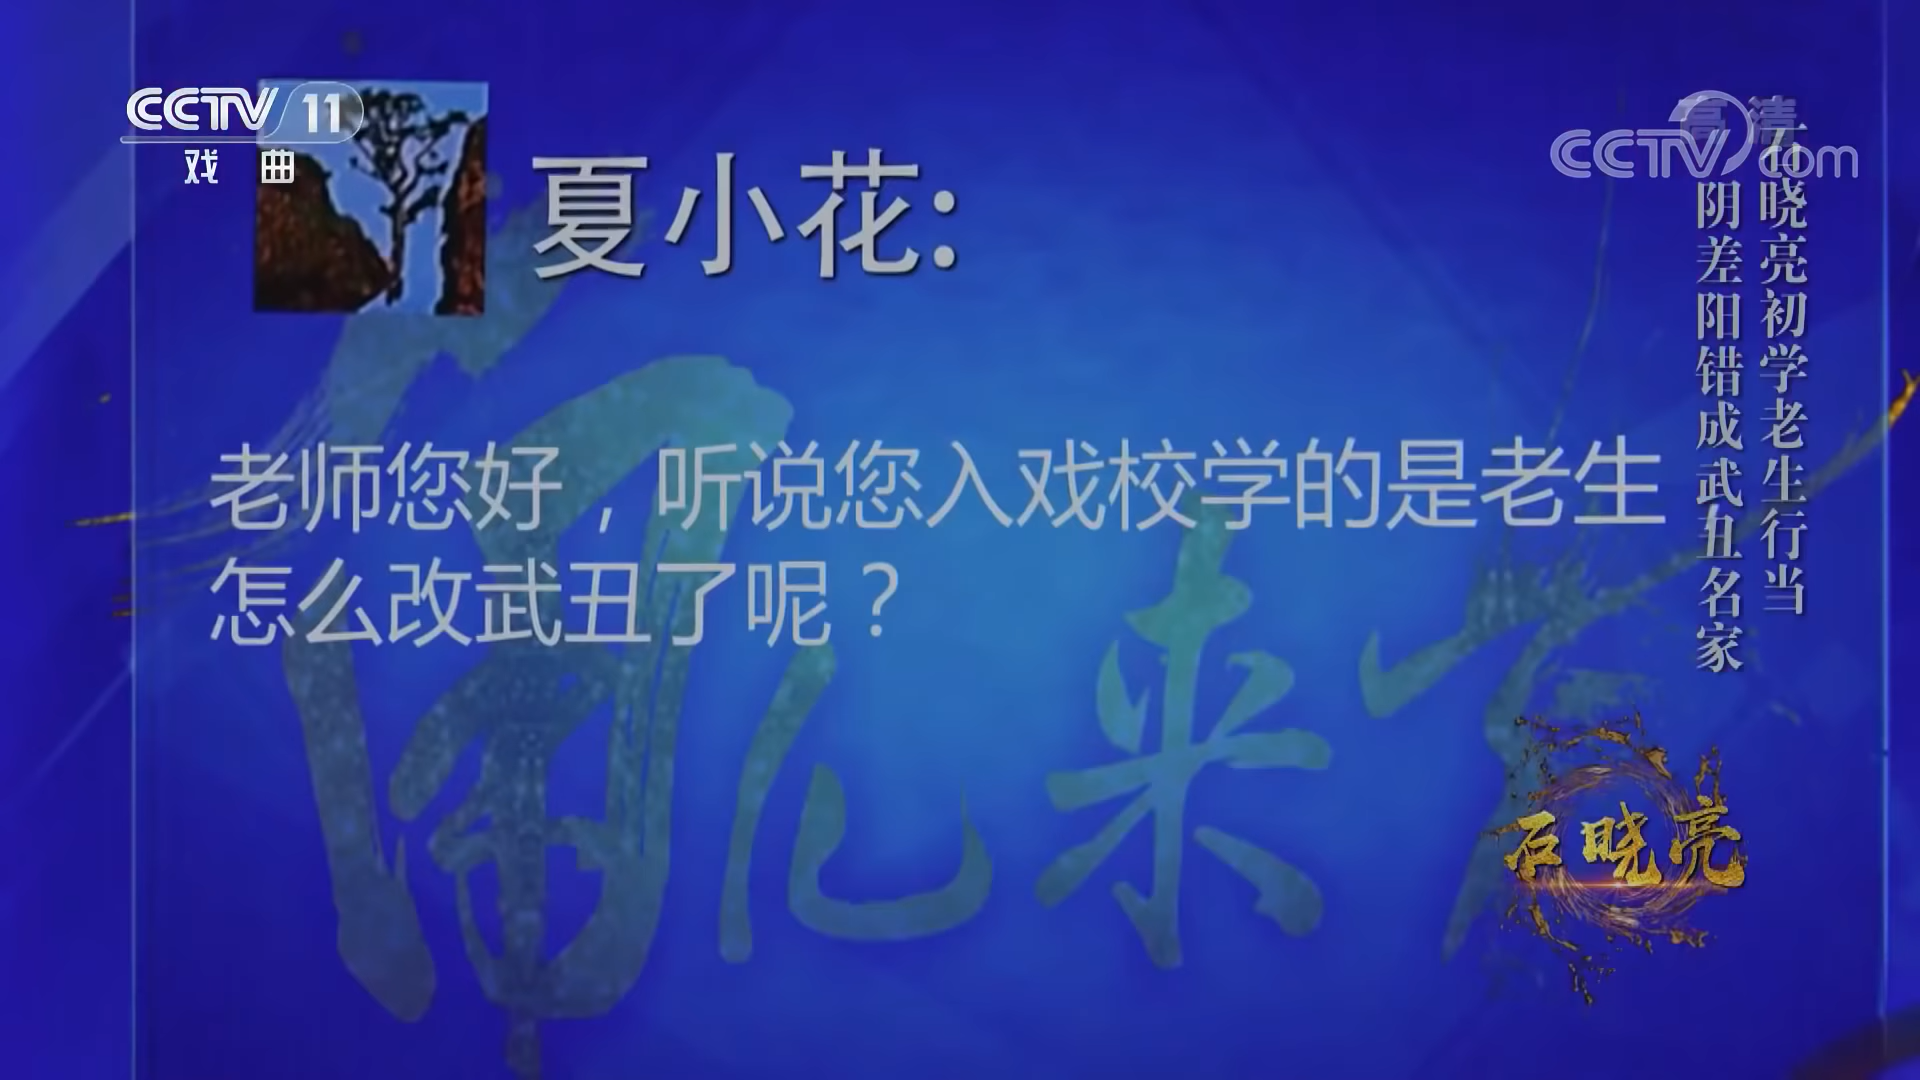 CCTV 11
戏曲
高清
CCTV.com
夏小花:
老师您好，听说您入戏校学的是老生
怎么改武丑了呢？
石晓亮初学老生行当
阴差阳错成武丑名家
石晓亮